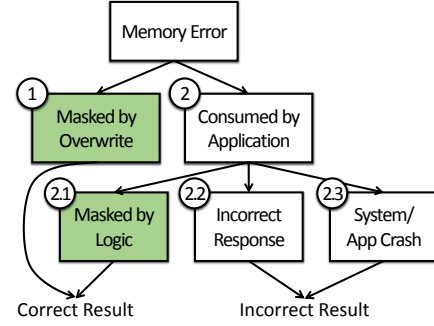 Memory Error
1
Masked by
Overwrite
2
Consumed by
Application
2.1
Masked by
Logic
2.2
Incorrect
Response
2.3
System/
App Crash
Correct Result
Incorrect Result